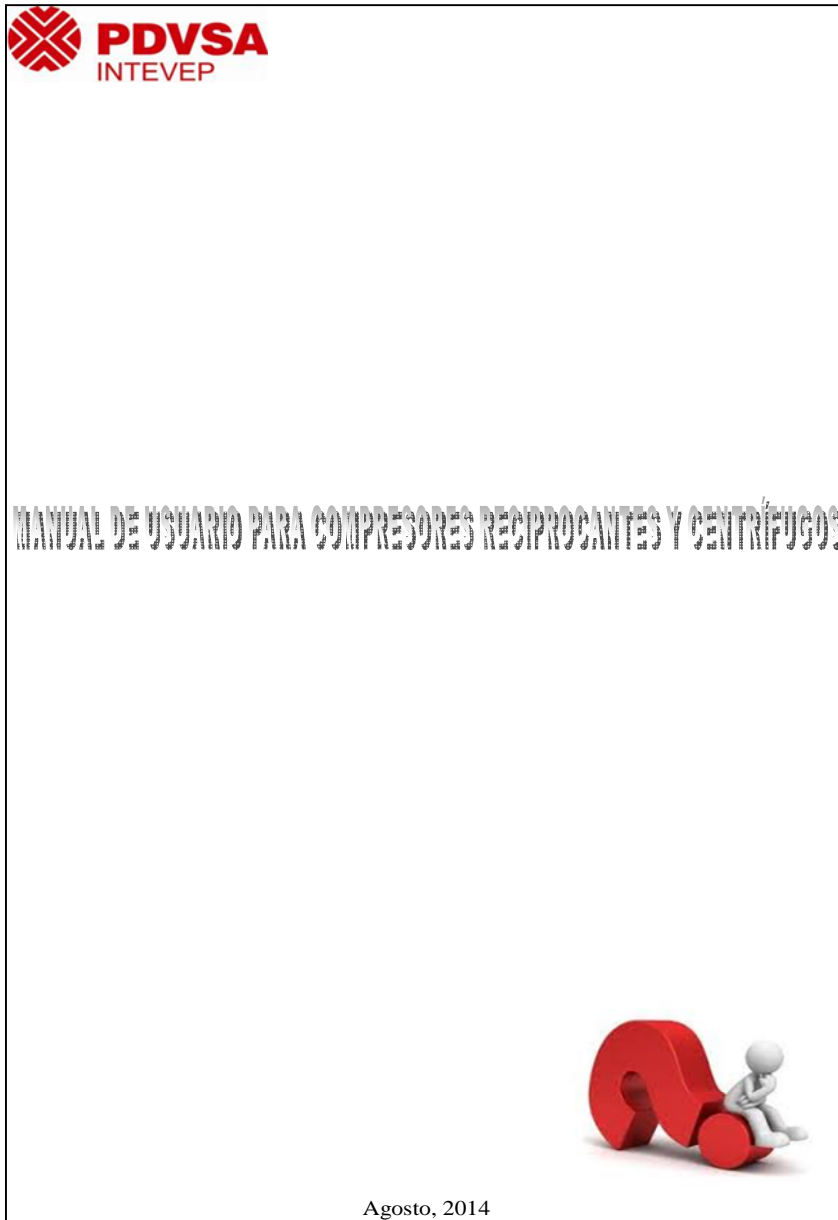 PDVSA
INTEVEP
MANUAL DE USUARIO PARA COMPRESORES RECIPROCANTES Y CENTRÍFUGOS
Agosto, 2014